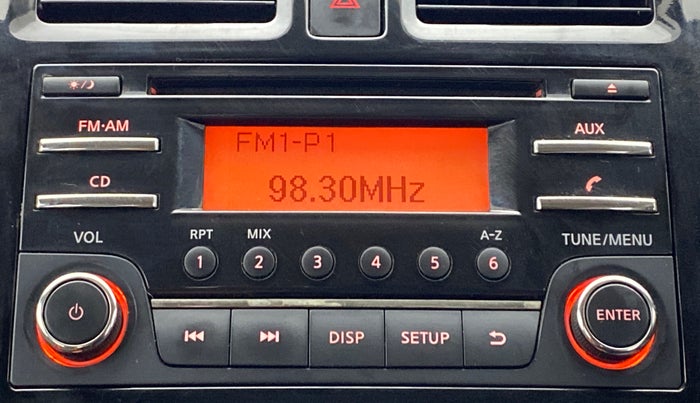 FM·AM
AUX
FM1-P1
98.30MHz
CD
VOL
RPT MIX A-Z
TUNE/MENU
1 2 3 4 5 6
ENTER
DISP SETUP